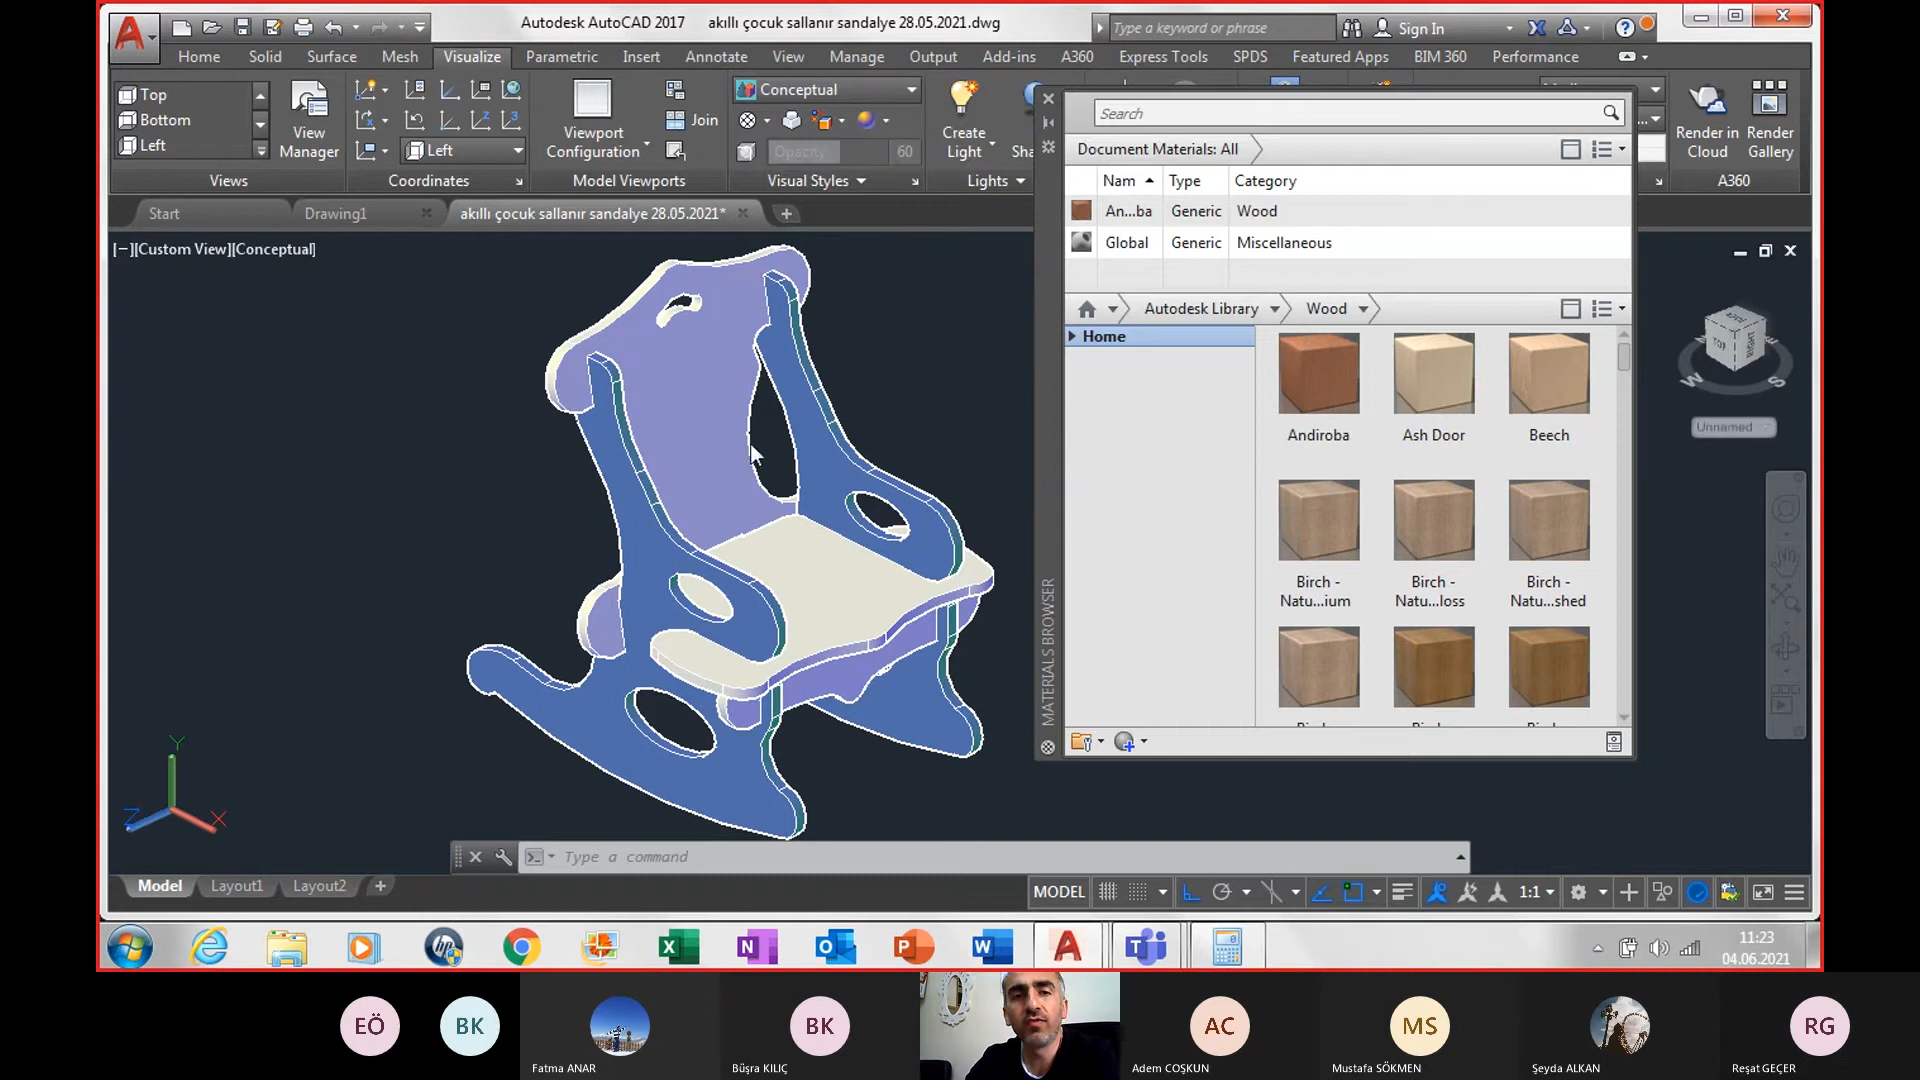 Autodesk AutoCAD 2017 akıllı çocuk sallanır sandalye 28.05.2021.dwg
Type a keyword or phrase
Sign In
Home Solid Surface Mesh Visualize Parametric Insert Annotate View Manage Output Add-ins A360 Express Tools SPDS Featured Apps BIM 360 Performance
Top
Bottom
Left
View
Manager
Views
Left
Coordinates
Viewport
Configuration
Join
Model Viewports
Conceptual
Opacity 60
Visual Styles
Create
Light
Sha
Lights
Render in
Cloud
Render
Gallery
A360
Start
Drawing1
akıllı çocuk sallanır sandalye 28.05.2021*
[−][Custom View][Conceptual]
Search
Document Materials: All
Nam Type Category
An...ba Generic Wood
Global Generic Miscellaneous
Autodesk Library Wood
Home
Andiroba
Ash Door
Beech
Birch -
Natu...ium
Birch -
Natu...loss
Birch -
Natu...shed
MATERIALS BROWSER
TOP
RIGHT
W
S
Unnamed
Y
Z
X
Type a command
Model Layout1 Layout2
MODEL
1:1
11:23
04.06.2021
EÖ
BK
Fatma ANAR
BK
Büşra KILIÇ
AC
Adem COŞKUN
MS
Mustafa SÖKMEN
Şeyda ALKAN
RG
Reşat GEÇER